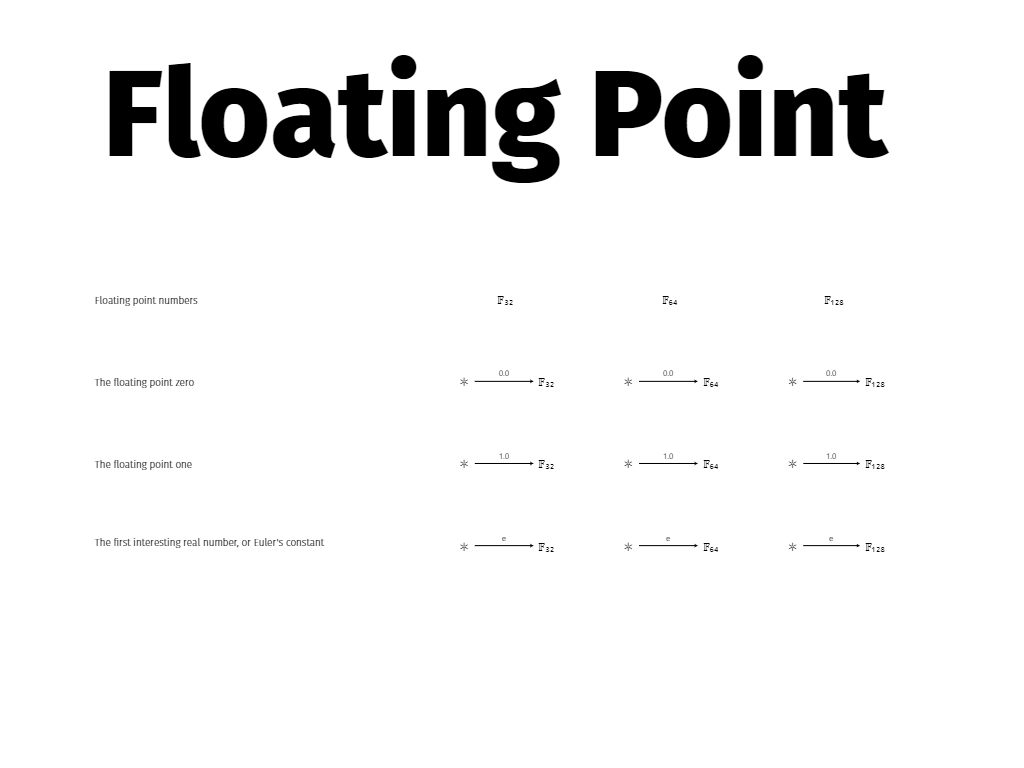 Floating Point
Floating point numbers 𝔽₃₂ 𝔽₆₄ 𝔽₁₂₈
0.0 0.0 0.0
The floating point zero * 𝔽₃₂ * 𝔽₆₄ * 𝔽₁₂₈
1.0 1.0 1.0
The floating point one * 𝔽₃₂ * 𝔽₆₄ * 𝔽₁₂₈
e e e
The first interesting real number, or Euler's constant * 𝔽₃₂ * 𝔽₆₄ * 𝔽₁₂₈